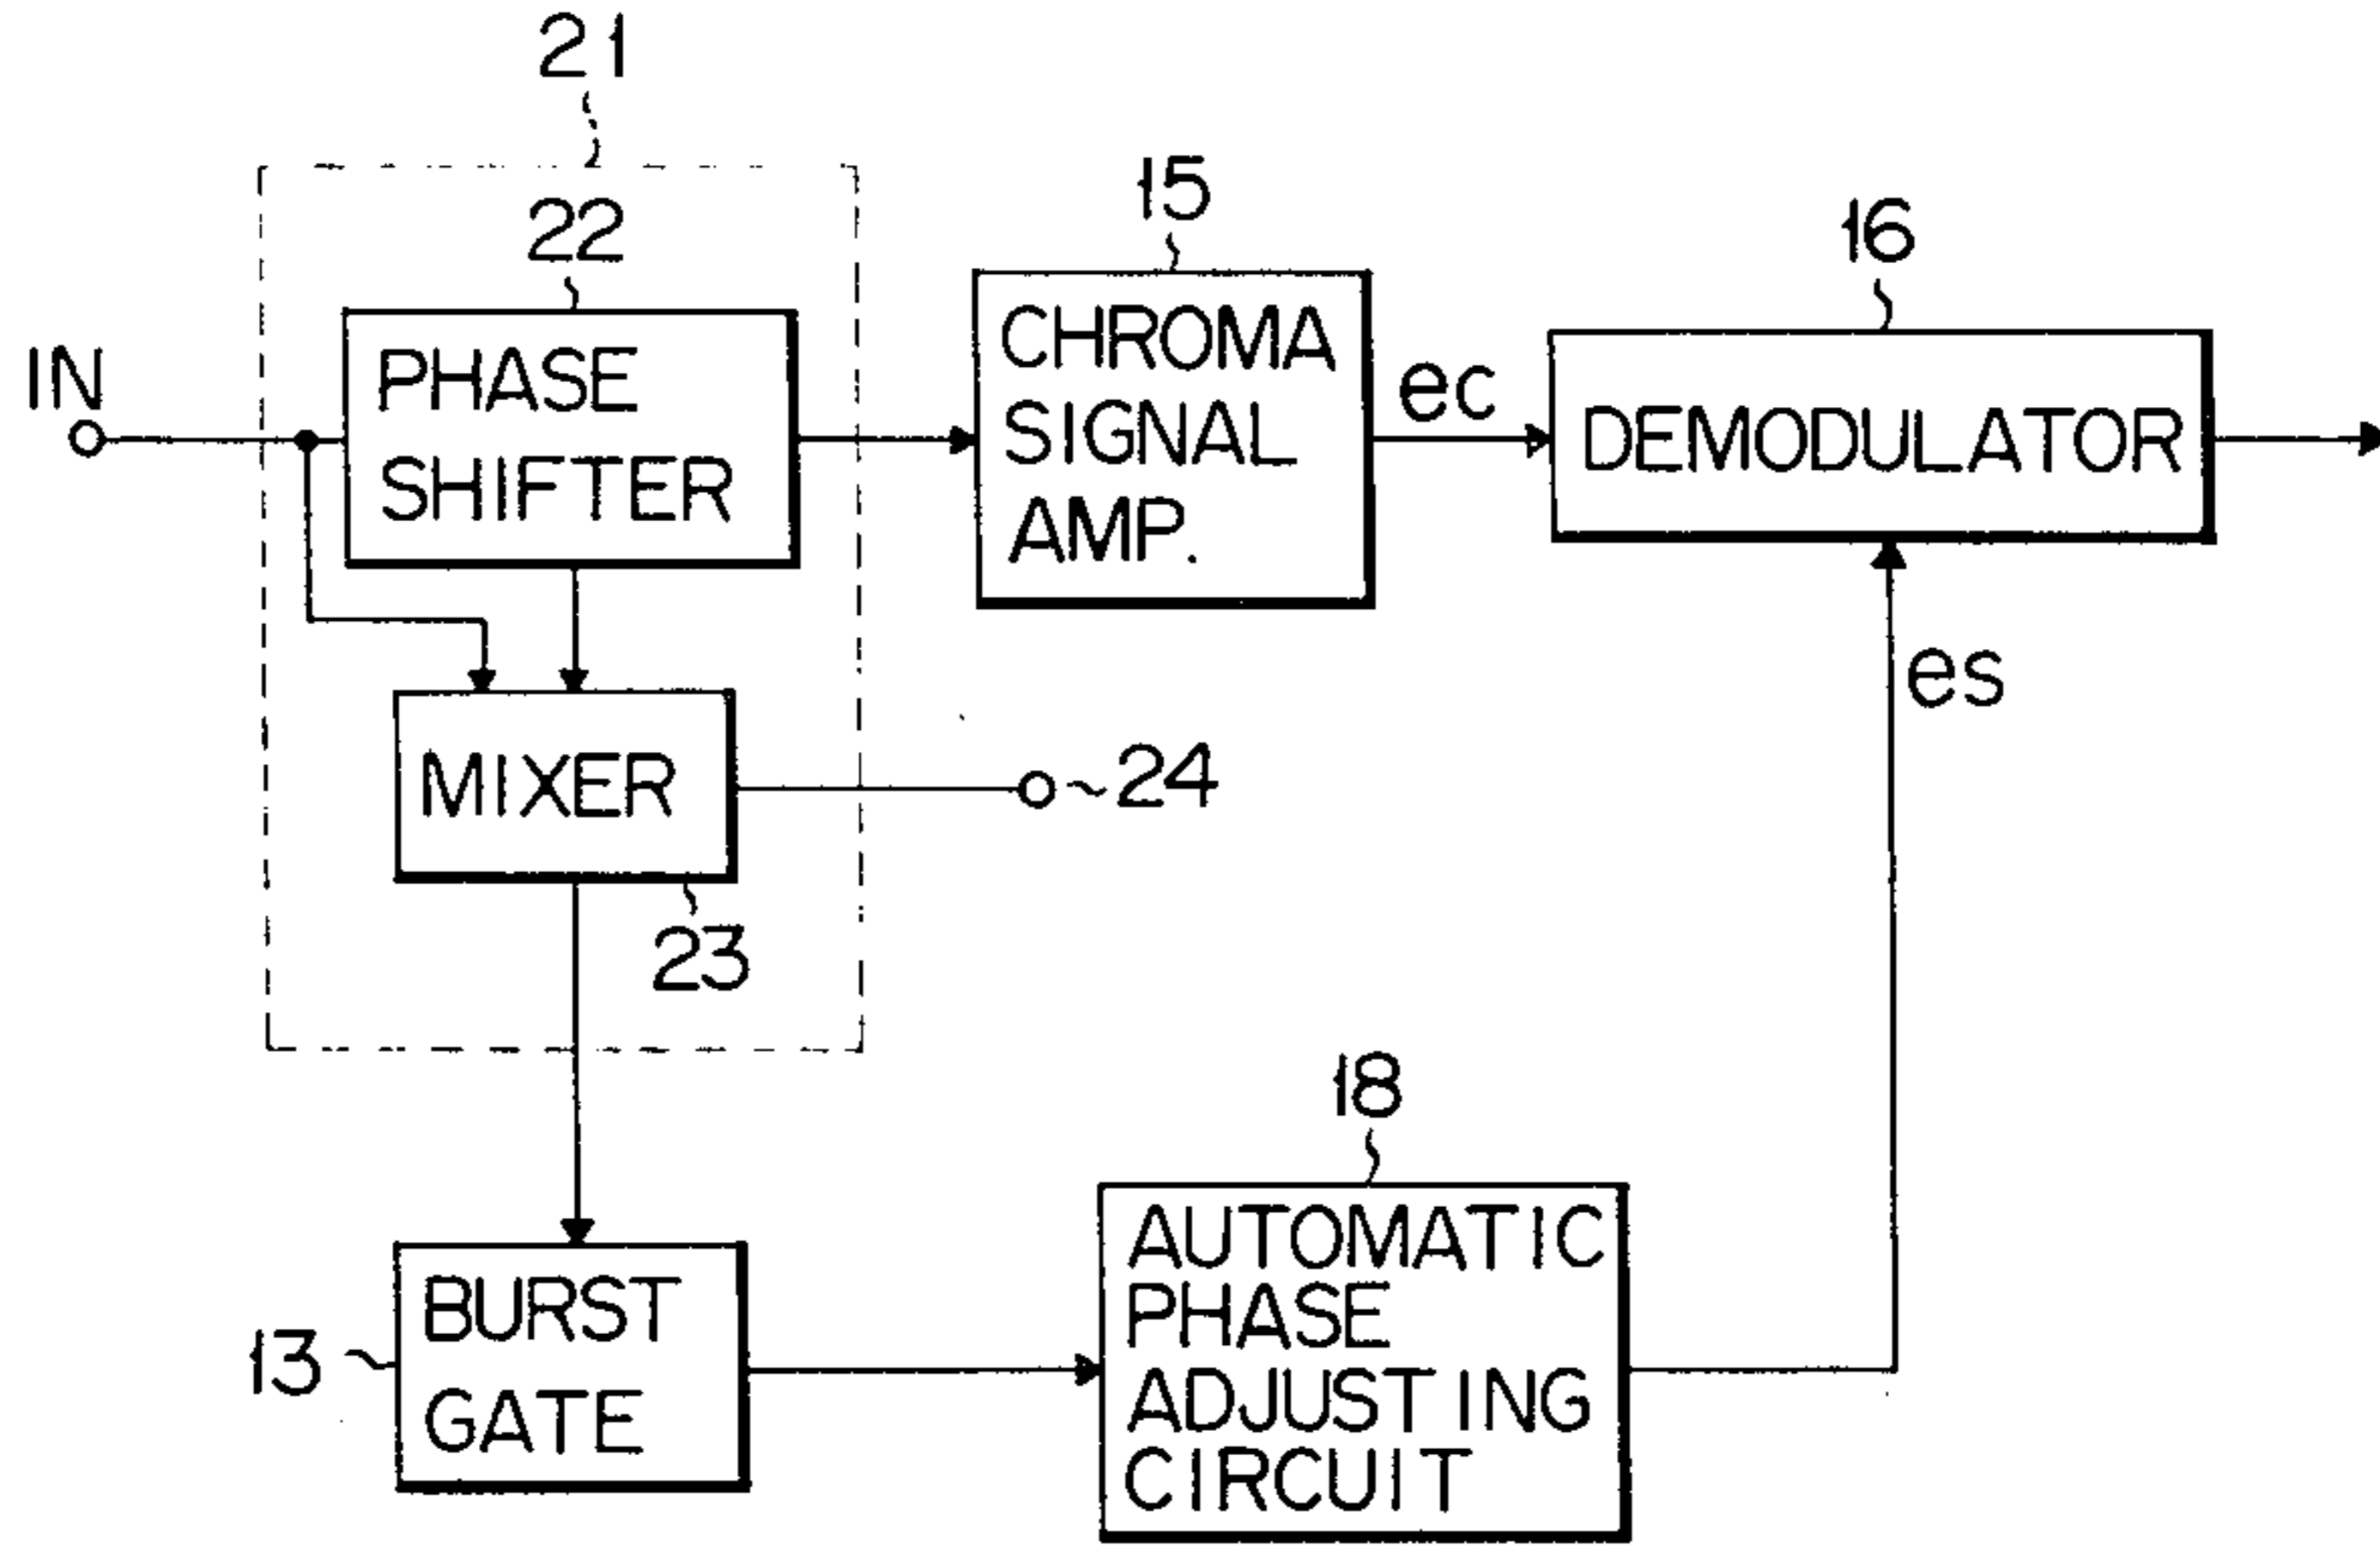 21
22
15
16
IN
PHASE
SHIFTER
CHROMA
SIGNAL
AMP.
ec
DEMODULATOR
es
MIXER
24
23
18
13
BURST
GATE
AUTOMATIC
PHASE
ADJUSTING
CIRCUIT